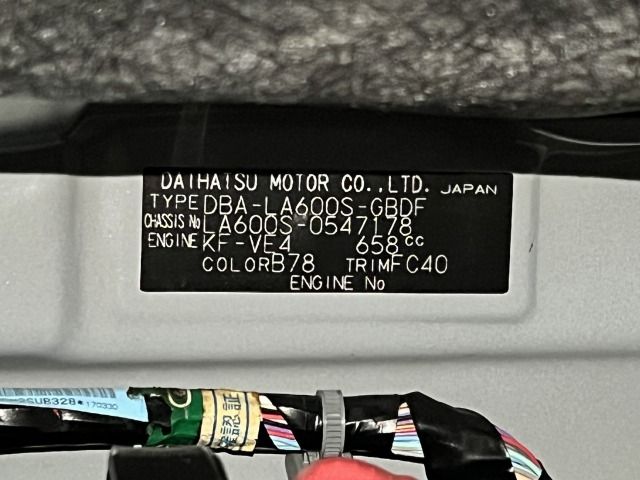 DAIHATSU MOTOR CO.,LTD. JAPAN
TYPE DBA-LA600S-GBDF
CHASSIS No LA600S-0547178
ENGINE KF-VE4 658cc
COLOR B78 TRIM FC40
ENGINE No